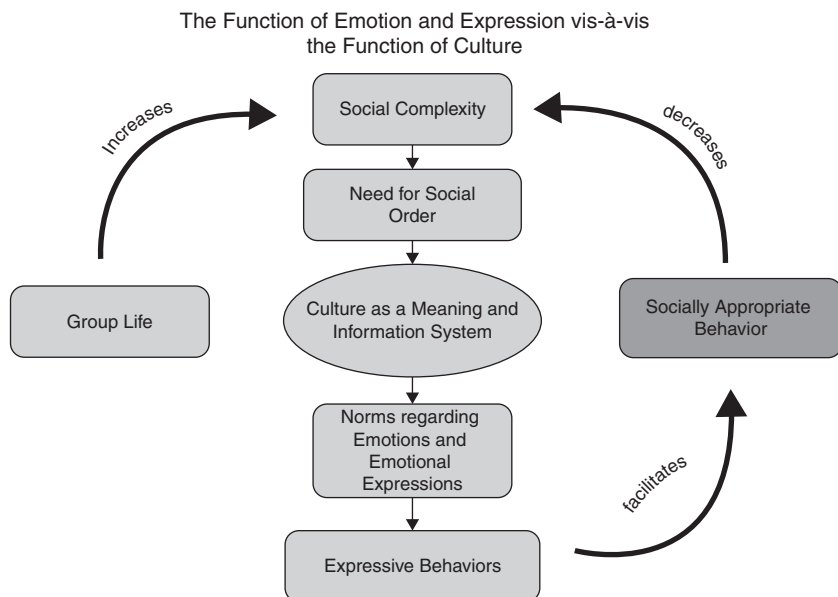 The Function of Emotion and Expression vis-à-vis
the Function of Culture
Increases
Social Complexity
decreases
Need for Social
Order
Group Life
Culture as a Meaning and
Information System
Socially Appropriate
Behavior
Norms regarding
Emotions and
Emotional
Expressions
facilitates
Expressive Behaviors